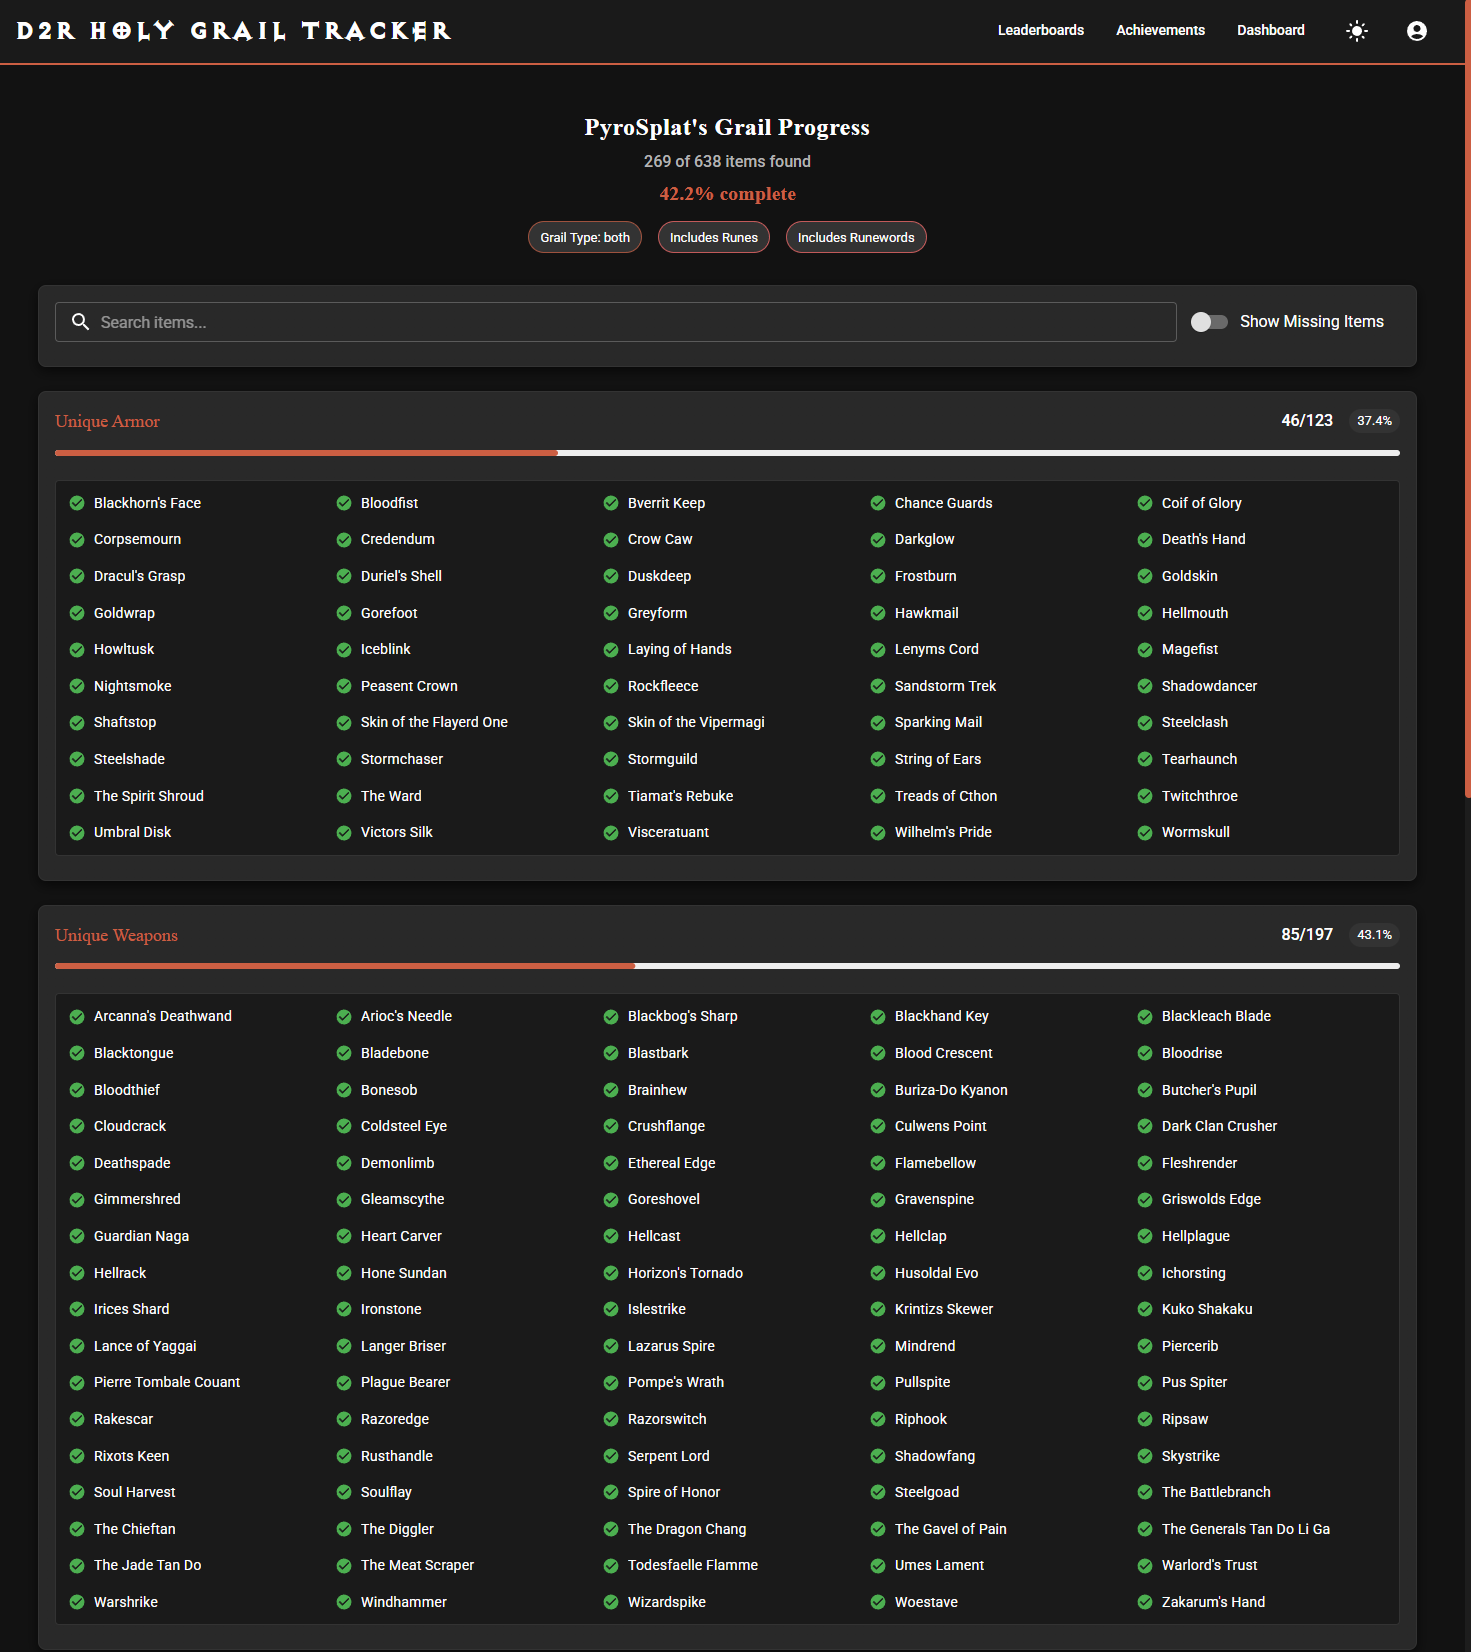 D2R HOLY GRAIL TRACKER Leaderboards Achievements Dashboard
PyroSplat's Grail Progress
269 of 638 items found
42.2% complete
Grail Type: both Includes Runes Includes Runewords
Search items... Show Missing Items
Unique Armor 46/123 37.4%
Blackhorn's Face Bloodfist Bverrit Keep Chance Guards Coif of Glory
Corpsemourn Credendum Crow Caw Darkglow Death's Hand
Dracul's Grasp Duriel's Shell Duskdeep Frostburn Goldskin
Goldwrap Gorefoot Greyform Hawkmail Hellmouth
Howltusk Iceblink Laying of Hands Lenyms Cord Magefist
Nightsmoke Peasent Crown Rockfleece Sandstorm Trek Shadowdancer
Shaftstop Skin of the Flayerd One Skin of the Vipermagi Sparking Mail Steelclash
Steelshade Stormchaser Stormguild String of Ears Tearhaunch
The Spirit Shroud The Ward Tiamat's Rebuke Treads of Cthon Twitchthroe
Umbral Disk Victors Silk Visceratuant Wilhelm's Pride Wormskull
Unique Weapons 85/197 43.1%
Arcanna's Deathwand Arioc's Needle Blackbog's Sharp Blackhand Key Blackleach Blade
Blacktongue Bladebone Blastbark Blood Crescent Bloodrise
Bloodthief Bonesob Brainhew Buriza-Do Kyanon Butcher's Pupil
Cloudcrack Coldsteel Eye Crushflange Culwens Point Dark Clan Crusher
Deathspade Demonlimb Ethereal Edge Flamebellow Fleshrender
Gimmershred Gleamscythe Goreshovel Gravenspine Griswolds Edge
Guardian Naga Heart Carver Hellcast Hellclap Hellplague
Hellrack Hone Sundan Horizon's Tornado Husoldal Evo Ichorsting
Irices Shard Ironstone Islestrike Krintizs Skewer Kuko Shakaku
Lance of Yaggai Langer Briser Lazarus Spire Mindrend Piercerib
Pierre Tombale Couant Plague Bearer Pompe's Wrath Pullspite Pus Spiter
Rakescar Razoredge Razorswitch Riphook Ripsaw
Rixots Keen Rusthandle Serpent Lord Shadowfang Skystrike
Soul Harvest Soulflay Spire of Honor Steelgoad The Battlebranch
The Chieftan The Diggler The Dragon Chang The Gavel of Pain The Generals Tan Do Li Ga
The Jade Tan Do The Meat Scraper Todesfaelle Flamme Umes Lament Warlord's Trust
Warshrike Windhammer Wizardspike Woestave Zakarum's Hand